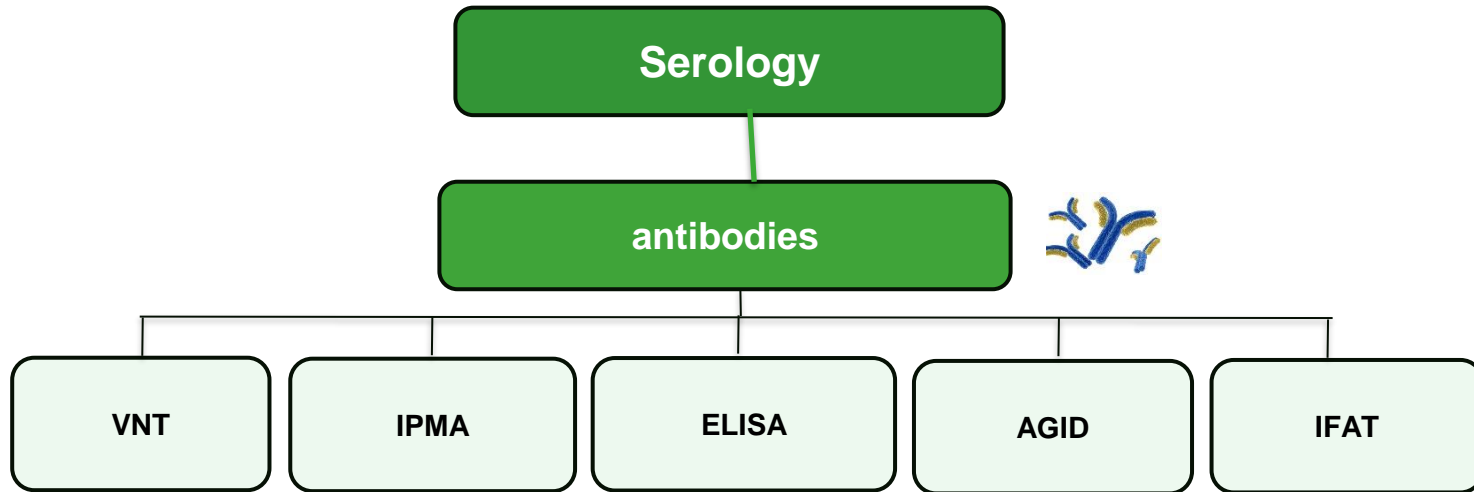 Serology
antibodies
VNT
IPMA
ELISA
AGID
IFAT